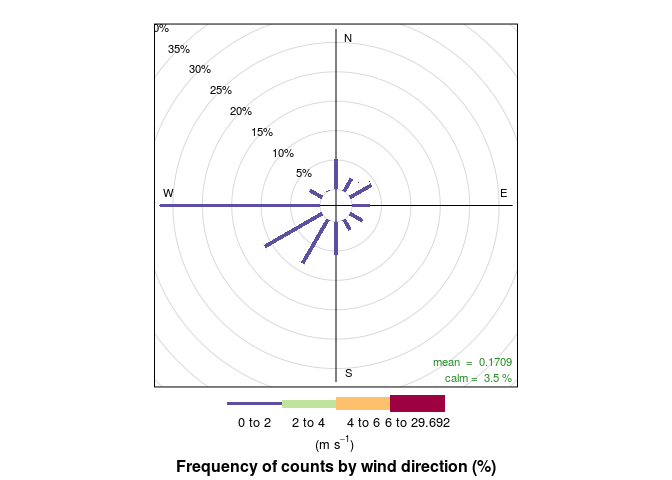 0%
35%
30%
25%
20%
15%
10%
5%
N
W
E
S
mean = 0.1709
calm = 3.5 %
0 to 2 2 to 4 4 to 6 6 to 29.692
(m s⁻¹)
Frequency of counts by wind direction (%)